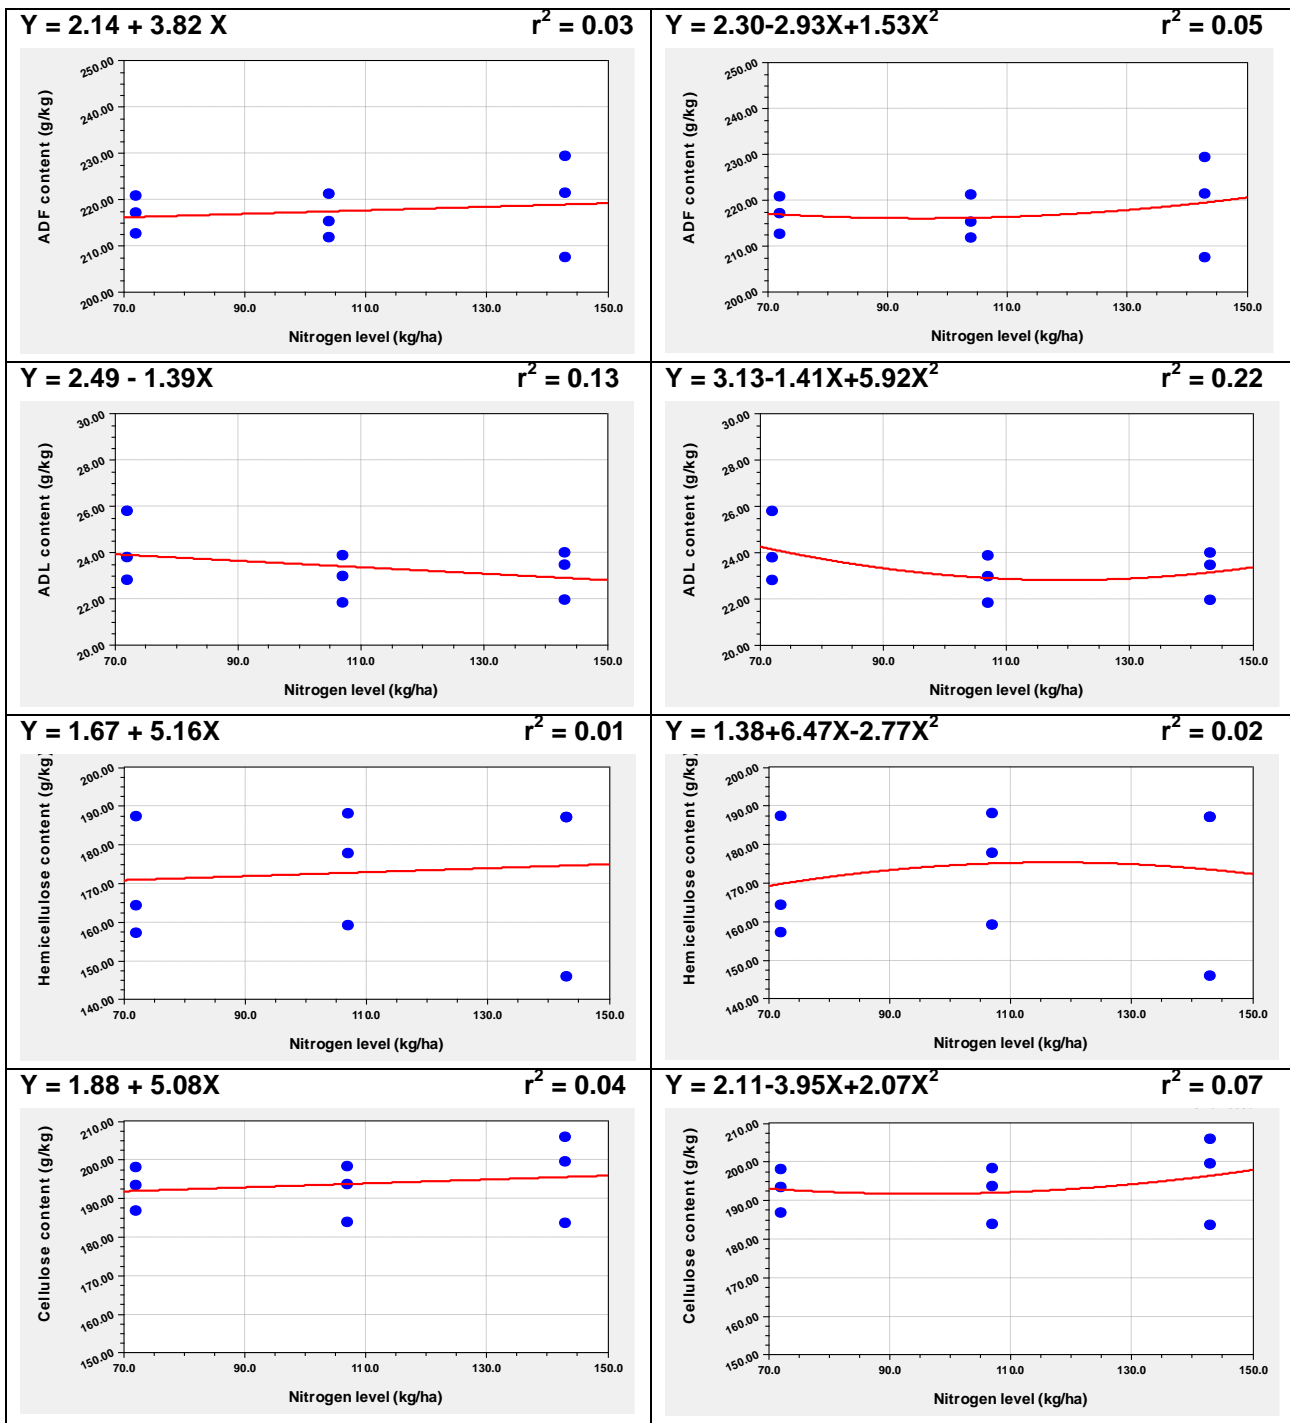 Y = 2.14 + 3.82 X r² = 0.03
250.00
240.00
230.00
220.00
210.00
200.00
ADF content (g/kg)
70.0 90.0 110.0 130.0 150.0
Nitrogen level (kg/ha)
Y = 2.30-2.93X+1.53X² r² = 0.05
250.00
240.00
230.00
220.00
210.00
200.00
ADF content (g/kg)
70.0 90.0 110.0 130.0 150.0
Nitrogen level (kg/ha)
Y = 2.49 - 1.39X r² = 0.13
30.00
28.00
26.00
24.00
22.00
20.00
ADL content (g/kg)
70.0 90.0 110.0 130.0 150.0
Nitrogen level (kg/ha)
Y = 3.13-1.41X+5.92X² r² = 0.22
30.00
28.00
26.00
24.00
22.00
20.00
ADL content (g/kg)
70.0 90.0 110.0 130.0 150.0
Nitrogen level (kg/ha)
Y = 1.67 + 5.16X r² = 0.01
200.00
190.00
180.00
170.00
160.00
150.00
140.00
Hemicellulose content (g/kg)
70.0 90.0 110.0 130.0 150.0
Nitrogen level (kg/ha)
Y = 1.38+6.47X-2.77X² r² = 0.02
200.00
190.00
180.00
170.00
160.00
150.00
140.00
Hemicellulose content (g/kg)
70.0 90.0 110.0 130.0 150.0
Nitrogen level (kg/ha)
Y = 1.88 + 5.08X r² = 0.04
210.00
200.00
190.00
180.00
170.00
160.00
150.00
Cellulose content (g/kg)
70.0 90.0 110.0 130.0 150.0
Nitrogen level (kg/ha)
Y = 2.11-3.95X+2.07X² r² = 0.07
210.00
200.00
190.00
180.00
170.00
160.00
150.00
Cellulose content (g/kg)
70.0 90.0 110.0 130.0 150.0
Nitrogen level (kg/ha)